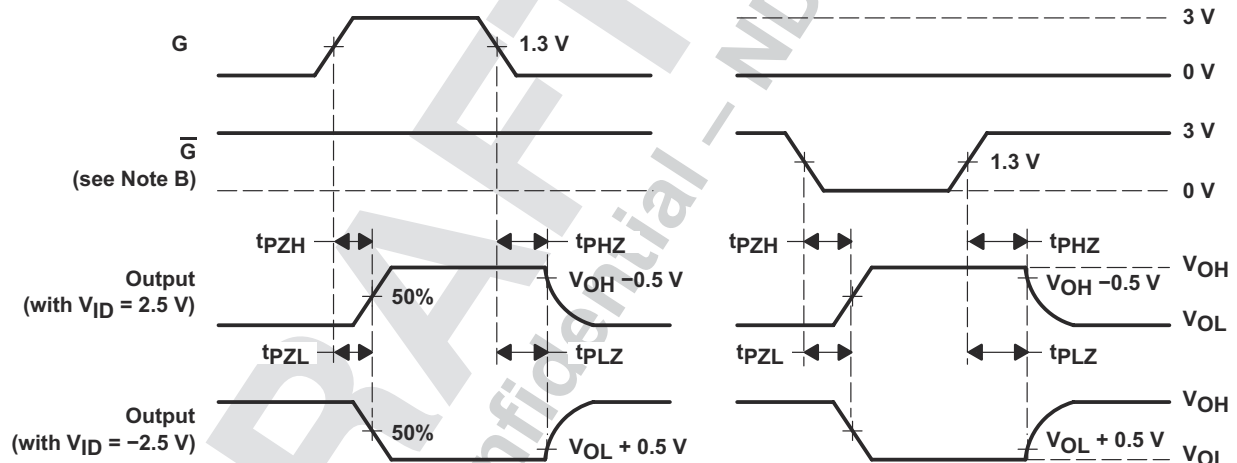 G
1.3 V
3 V
0 V
G
(see Note B)
1.3 V
3 V
0 V
tPZH
tPHZ
tPZH
tPHZ
Output
(with VID = 2.5 V)
50%
VOH −0.5 V
VOH −0.5 V
VOH
VOL
tPZL
tPLZ
tPZL
tPLZ
Output
(with VID = −2.5 V)
50%
VOL + 0.5 V
VOL + 0.5 V
VOH
VOL